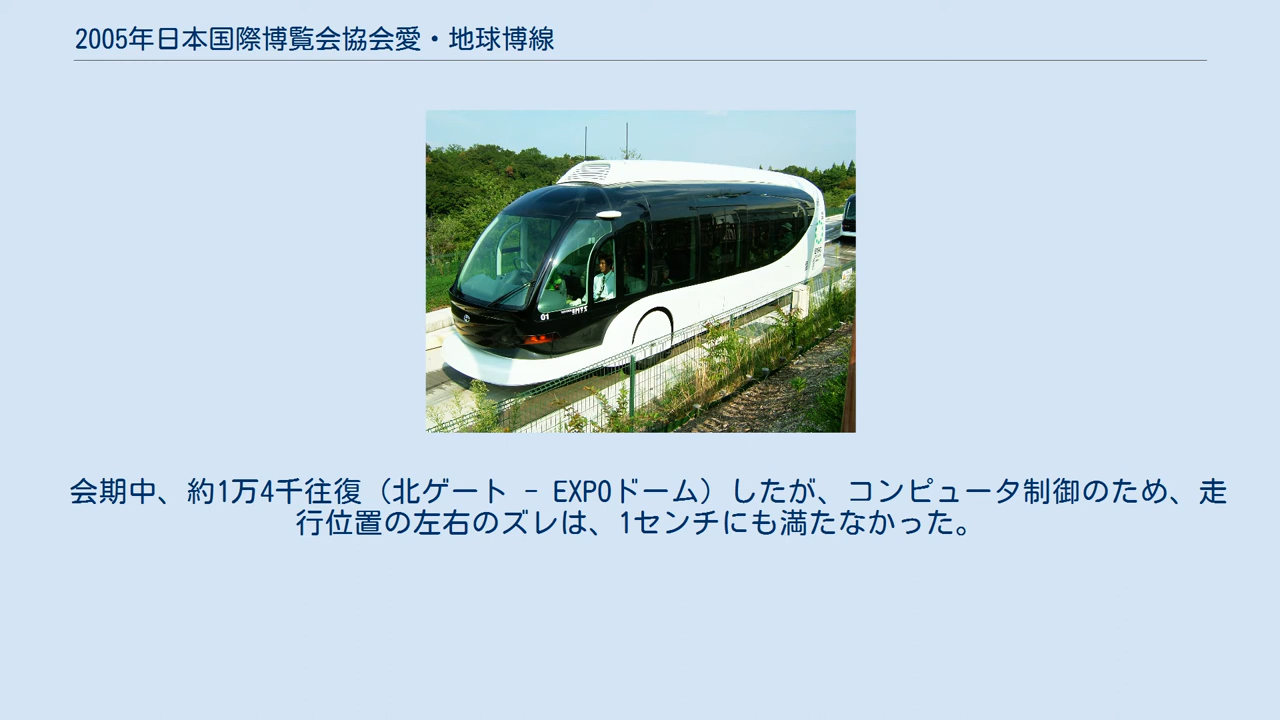 2005年日本国際博覧会協会愛・地球博線
01
会期中、約1万4千往復（北ゲート - EXPOドーム）したが、コンピュータ制御のため、走
行位置の左右のズレは、1センチにも満たなかった。